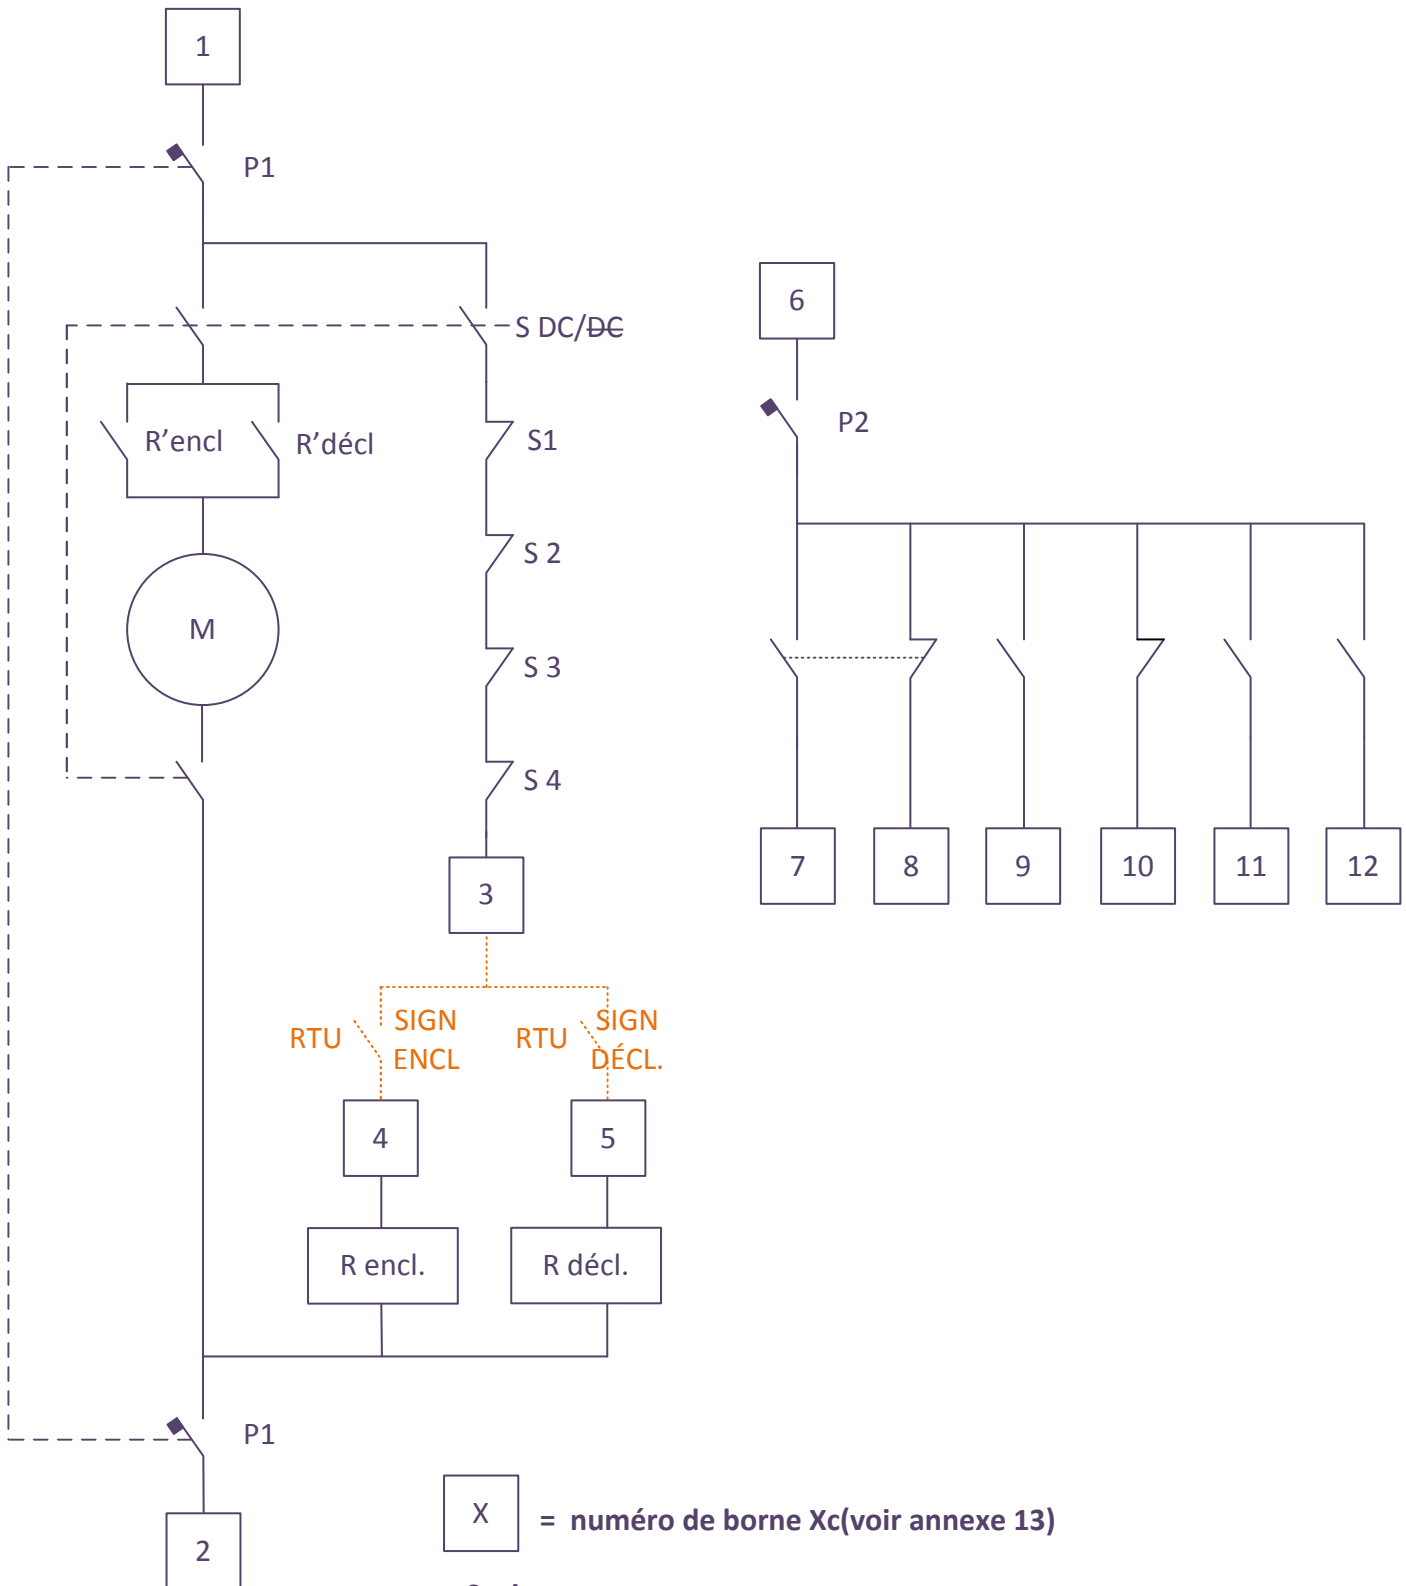 1
P1
6
S DC/DC
P2
R'encl
R'décl
S1
S 2
M
S 3
S 4
7
8
9
10
11
12
3
RTU
SIGN
ENCL
RTU
SIGN
DÉCL.
4
5
R encl.
R décl.
P1
X
= numéro de borne Xc(voir annexe 13)
2